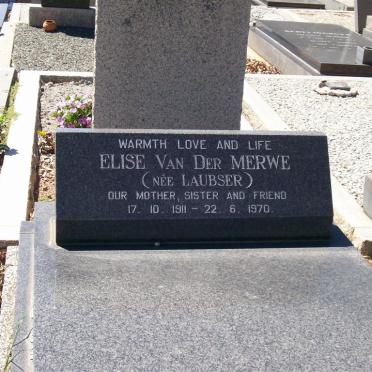 WARMTH LOVE AND LIFE
ELISE VAN DER MERWE
(NÉE LAUBSER)
OUR MOTHER, SISTER AND FRIEND
17. 10. 1911 – 22. 6. 1970.